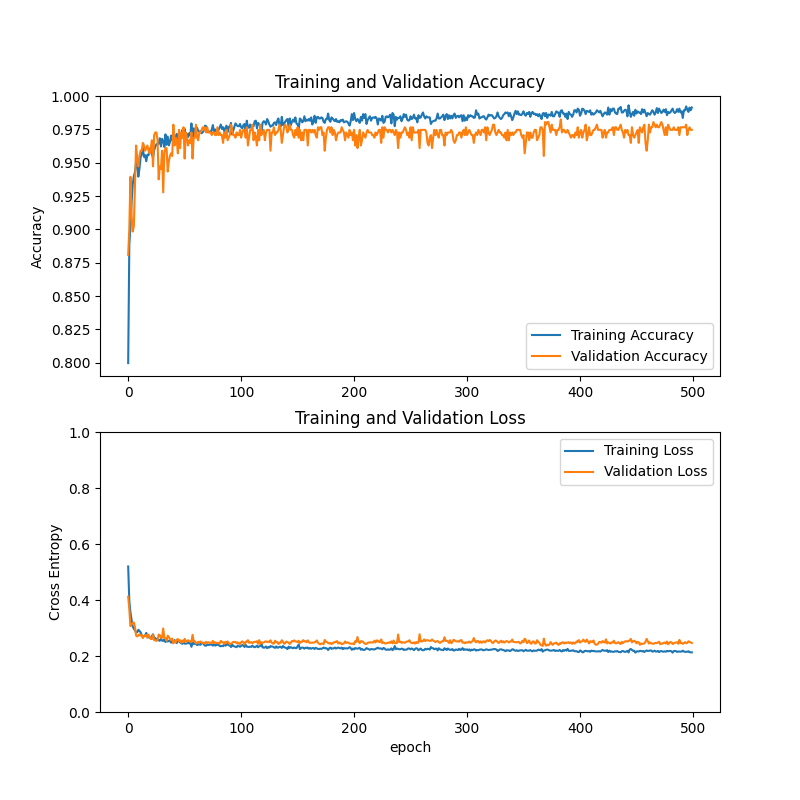 Training and Validation Accuracy
Accuracy
1.000
0.975
0.950
0.925
0.900
0.875
0.850
0.825
0.800
Training Accuracy
Validation Accuracy
0 100 200 300 400 500
Training and Validation Loss
Cross Entropy
1.0
0.8
0.6
0.4
0.2
0.0
Training Loss
Validation Loss
0 100 200 300 400 500
epoch